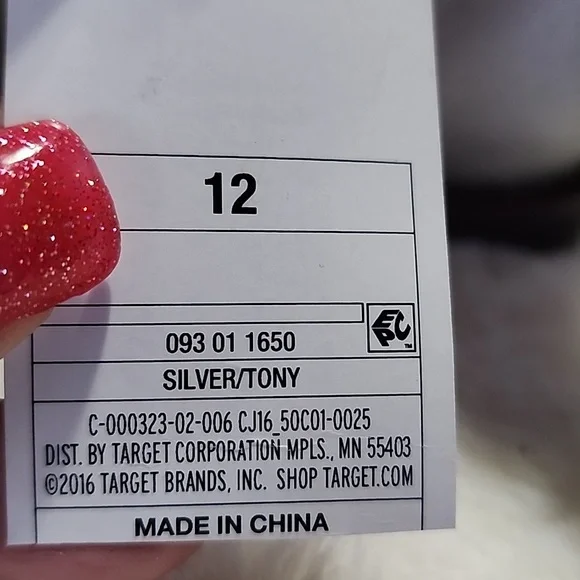 12
EPC™
093 01 1650
SILVER/TONY
C-000323-02-006 CJ16_50C01-0025
DIST. BY TARGET CORPORATION MPLS., MN 55403
©2016 TARGET BRANDS, INC. SHOP TARGET.COM
MADE IN CHINA